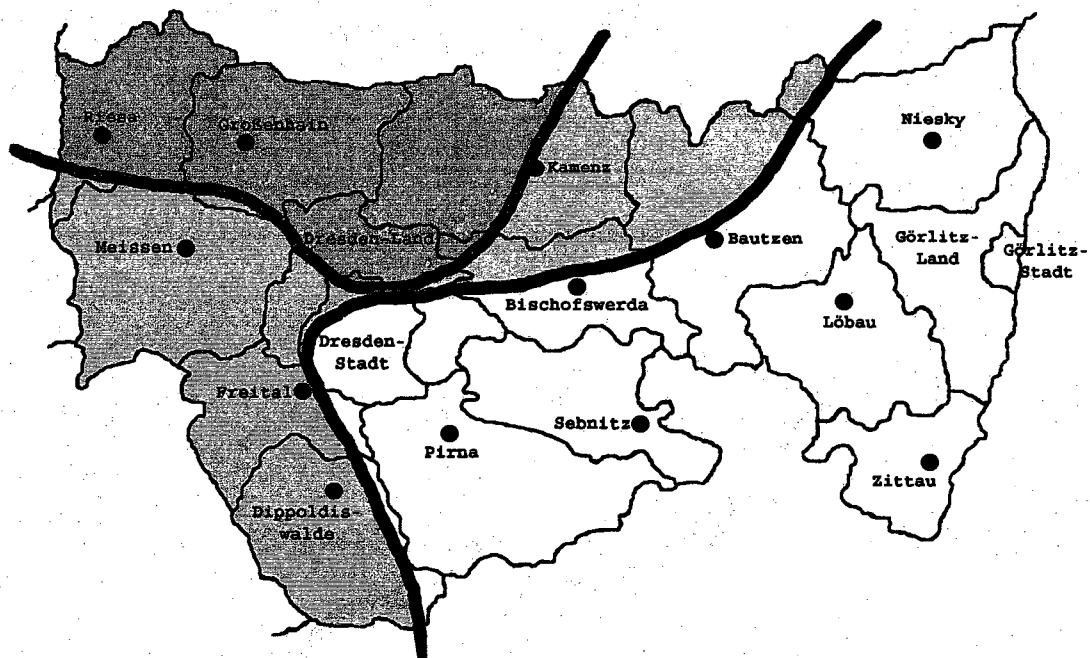 Riesa
Großenhain
Niesky
Kamenz
Meissen
Dresden-Land
Bautzen
Görlitz-
Land
Görlitz-
Stadt
Bischofswerda
Löbau
Dresden-
Stadt
Freital
Sebnitz
Pirna
Zittau
Dippoldis-
walde